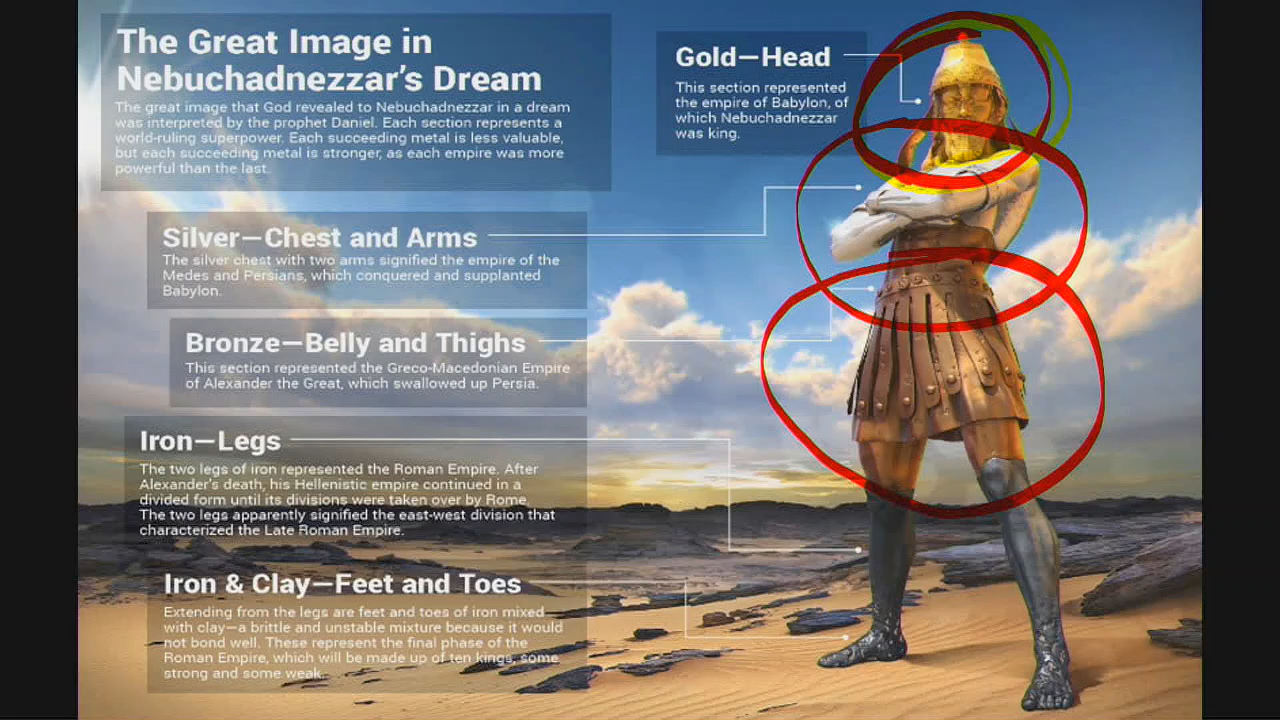 The Great Image in
Nebuchadnezzar's Dream
The great image that God revealed to Nebuchadnezzar in a dream
was interpreted by the prophet Daniel. Each section represents a
world-ruling superpower. Each succeeding metal is less valuable,
but each succeeding metal is stronger, as each empire was more
powerful than the last.
Gold—Head
This section represented
the empire of Babylon, of
which Nebuchadnezzar
was king.
Silver—Chest and Arms
The silver chest with two arms signified the empire of the
Medes and Persians, which conquered and supplanted
Babylon.
Bronze—Belly and Thighs
This section represented the Greco-Macedonian Empire
of Alexander the Great, which swallowed up Persia.
Iron—Legs
The two legs of iron represented the Roman Empire. After
Alexander's death, his Hellenistic empire continued in a
divided form until its divisions were taken over by Rome.
The two legs apparently signified the east-west division that
characterized the Late Roman Empire.
Iron & Clay—Feet and Toes
Extending from the legs are feet and toes of iron mixed
with clay—a brittle and unstable mixture because it would
not bond well. These represent the final phase of the
Roman Empire, which will be made up of ten kings, some
strong and some weak.